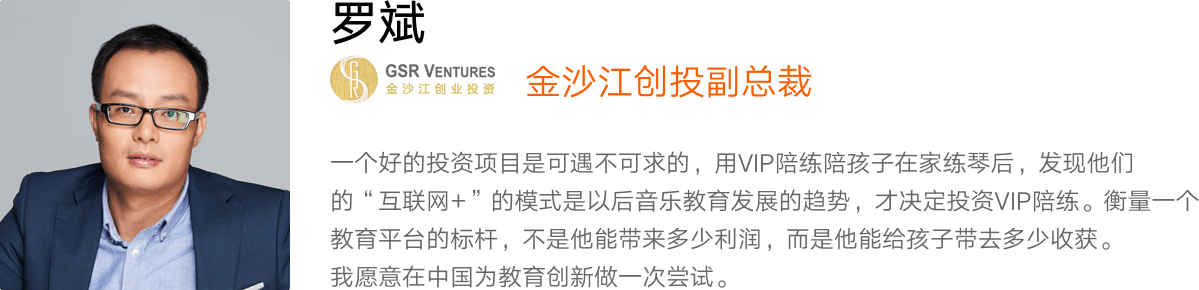 罗斌
GSR VENTURES
金沙江创业投资
金沙江创投副总裁
一个好的投资项目是可遇不可求的，用VIP陪练陪孩子在家练琴后，发现他们
的“互联网+”的模式是以后音乐教育发展的趋势，才决定投资VIP陪练。衡量一个
教育平台的标杆，不是他能带来多少利润，而是他能给孩子带去多少收获。
我愿意在中国为教育创新做一次尝试。